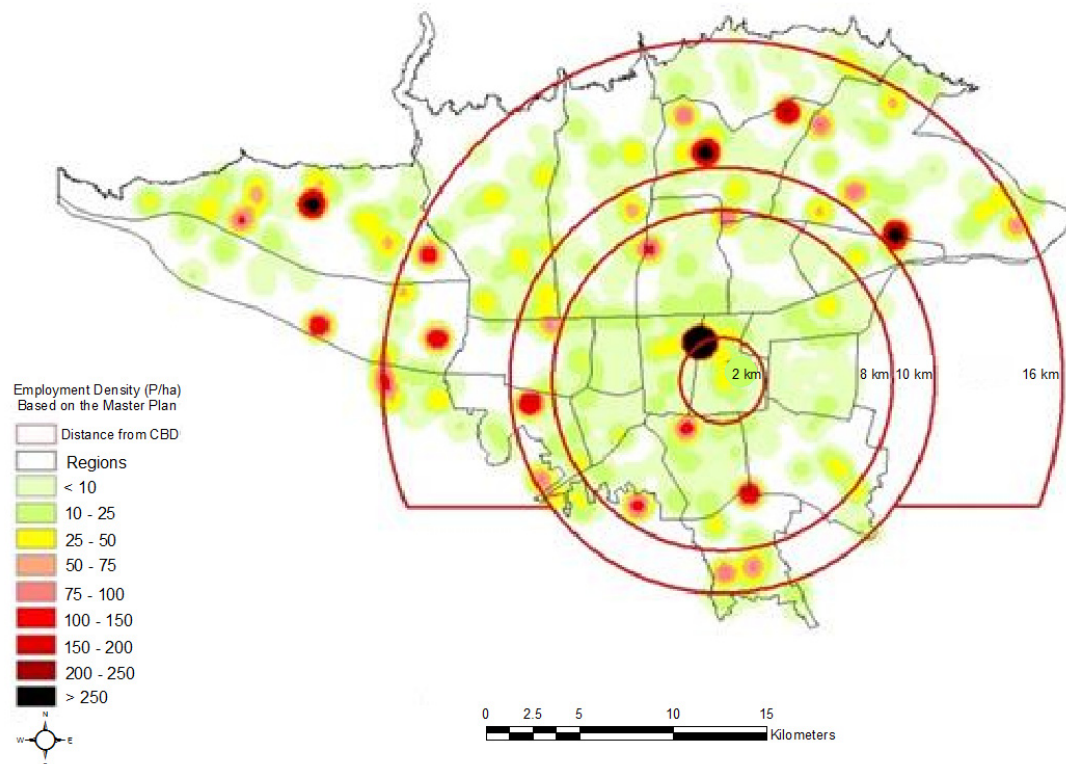 2 km
8 km
10 km
16 km
Employment Density (P/ha)
Based on the Master Plan
Distance from CBD
Regions
< 10
10 - 25
25 - 50
50 - 75
75 - 100
100 - 150
150 - 200
200 - 250
> 250
N
W
E
S
0 2.5 5 10 15
Kilometers